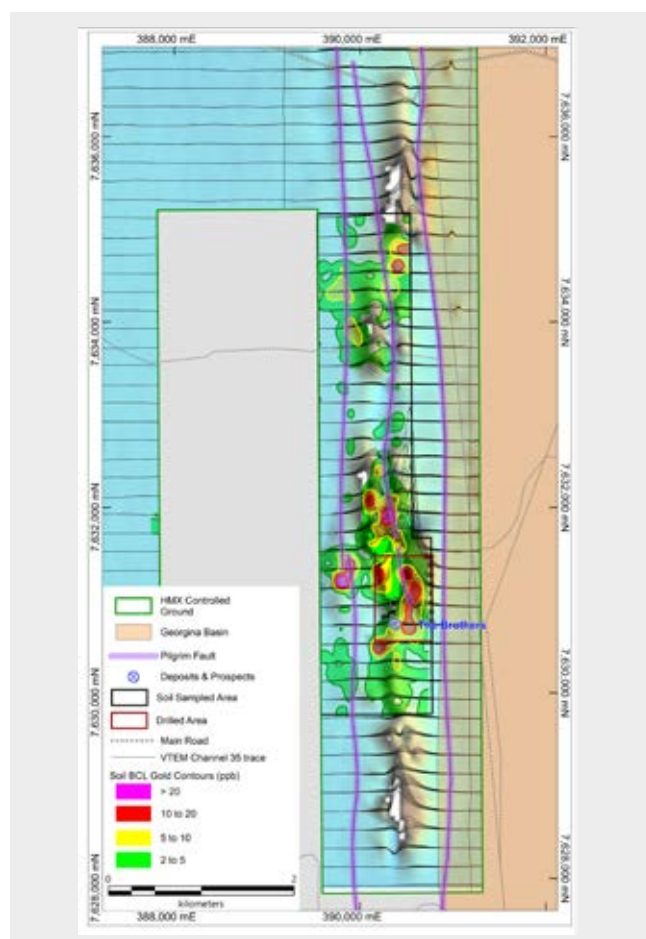 388,000 mE 390,000 mE 392,000 mE
7,636,000 mN 7,636,000 mN
7,634,000 mN 7,634,000 mN
7,632,000 mN 7,632,000 mN
7,630,000 mN 7,630,000 mN
7,628,000 mN 7,628,000 mN
Brothers
HMX Controlled
Ground
Georgina Basin
Pilgrim Fault
Deposits & Prospects
Soil Sampled Area
Drilled Area
Main Road
VTEM Channel 35 trace
Soil BCL Gold Contours (ppb)
> 20
10 to 20
5 to 10
2 to 5
0 2
kilometers
388,000 mE 390,000 mE